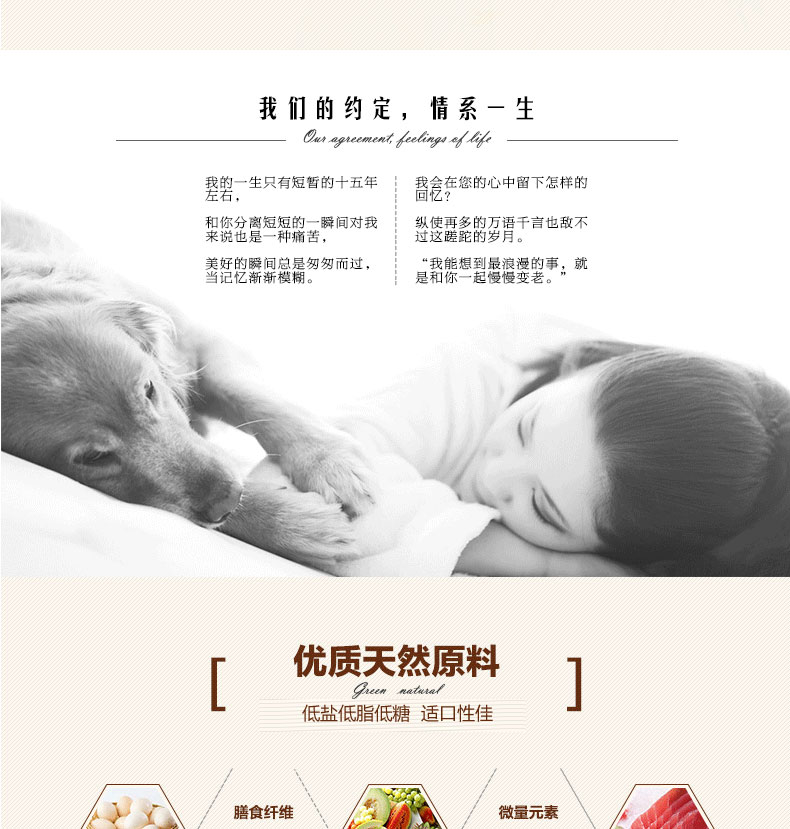 我们的约定，情系一生
Our agreement, feelings of life
我的一生只有短暂的十五年
左右，
和你分离短短的一瞬间对我
来说也是一种痛苦，
美好的瞬间总是匆匆而过，
当记忆渐渐模糊。
我会在您的心中留下怎样的
回忆？
纵使再多的万语千言也敌不
过这蹉跎的岁月。
“我能想到最浪漫的事，就
是和你一起慢慢变老。”
优质天然原料
Green natural
低盐低脂低糖 适口性佳
膳食纤维
微量元素